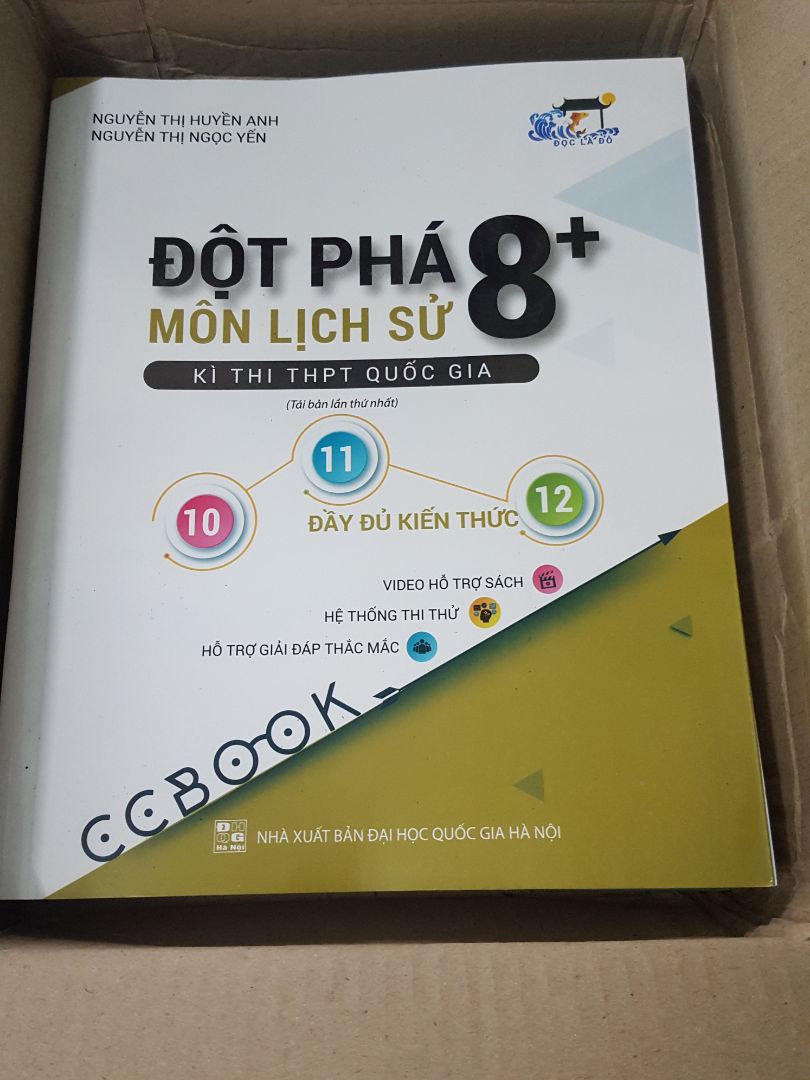 NGUYỄN THỊ HUYỀN ANH
NGUYỄN THỊ NGỌC YẾN
ĐỌC LÀ ĐỖ
ĐỘT PHÁ 8+
MÔN LỊCH SỬ
KÌ THI THPT QUỐC GIA
(Tái bản lần thứ nhất)
11
10
12
ĐẦY ĐỦ KIẾN THỨC
VIDEO HỖ TRỢ SÁCH
HỆ THỐNG THI THỬ
HỖ TRỢ GIẢI ĐÁP THẮC MẮC
CCBOOK
ĐHQG
Hà Nội
NHÀ XUẤT BẢN ĐẠI HỌC QUỐC GIA HÀ NỘI